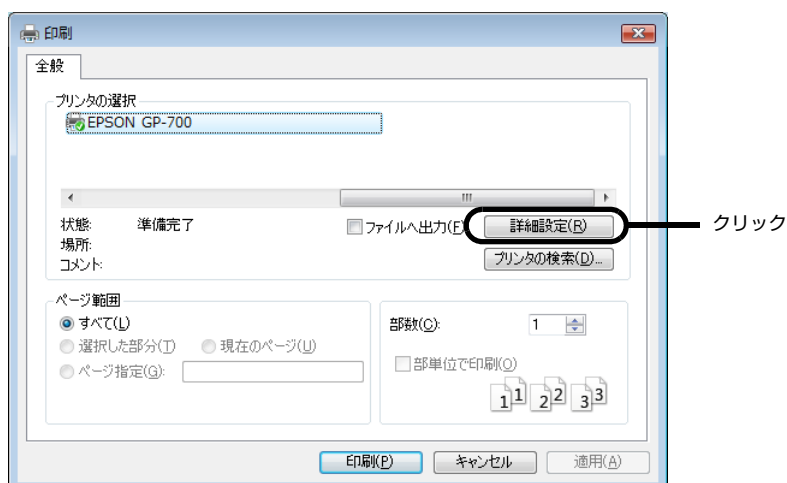 印刷
全般
プリンタの選択
EPSON GP-700
状態: 準備完了
ファイルへ出力(F)
詳細設定(R)
クリック
場所:
コメント:
プリンタの検索(D)...
ページ範囲
すべて(L)
選択した部分(T) 現在のページ(U)
ページ指定(G):
部数(C): 1
部単位で印刷(O)
1 1 2 2 3 3
印刷(P) キャンセル 適用(A)